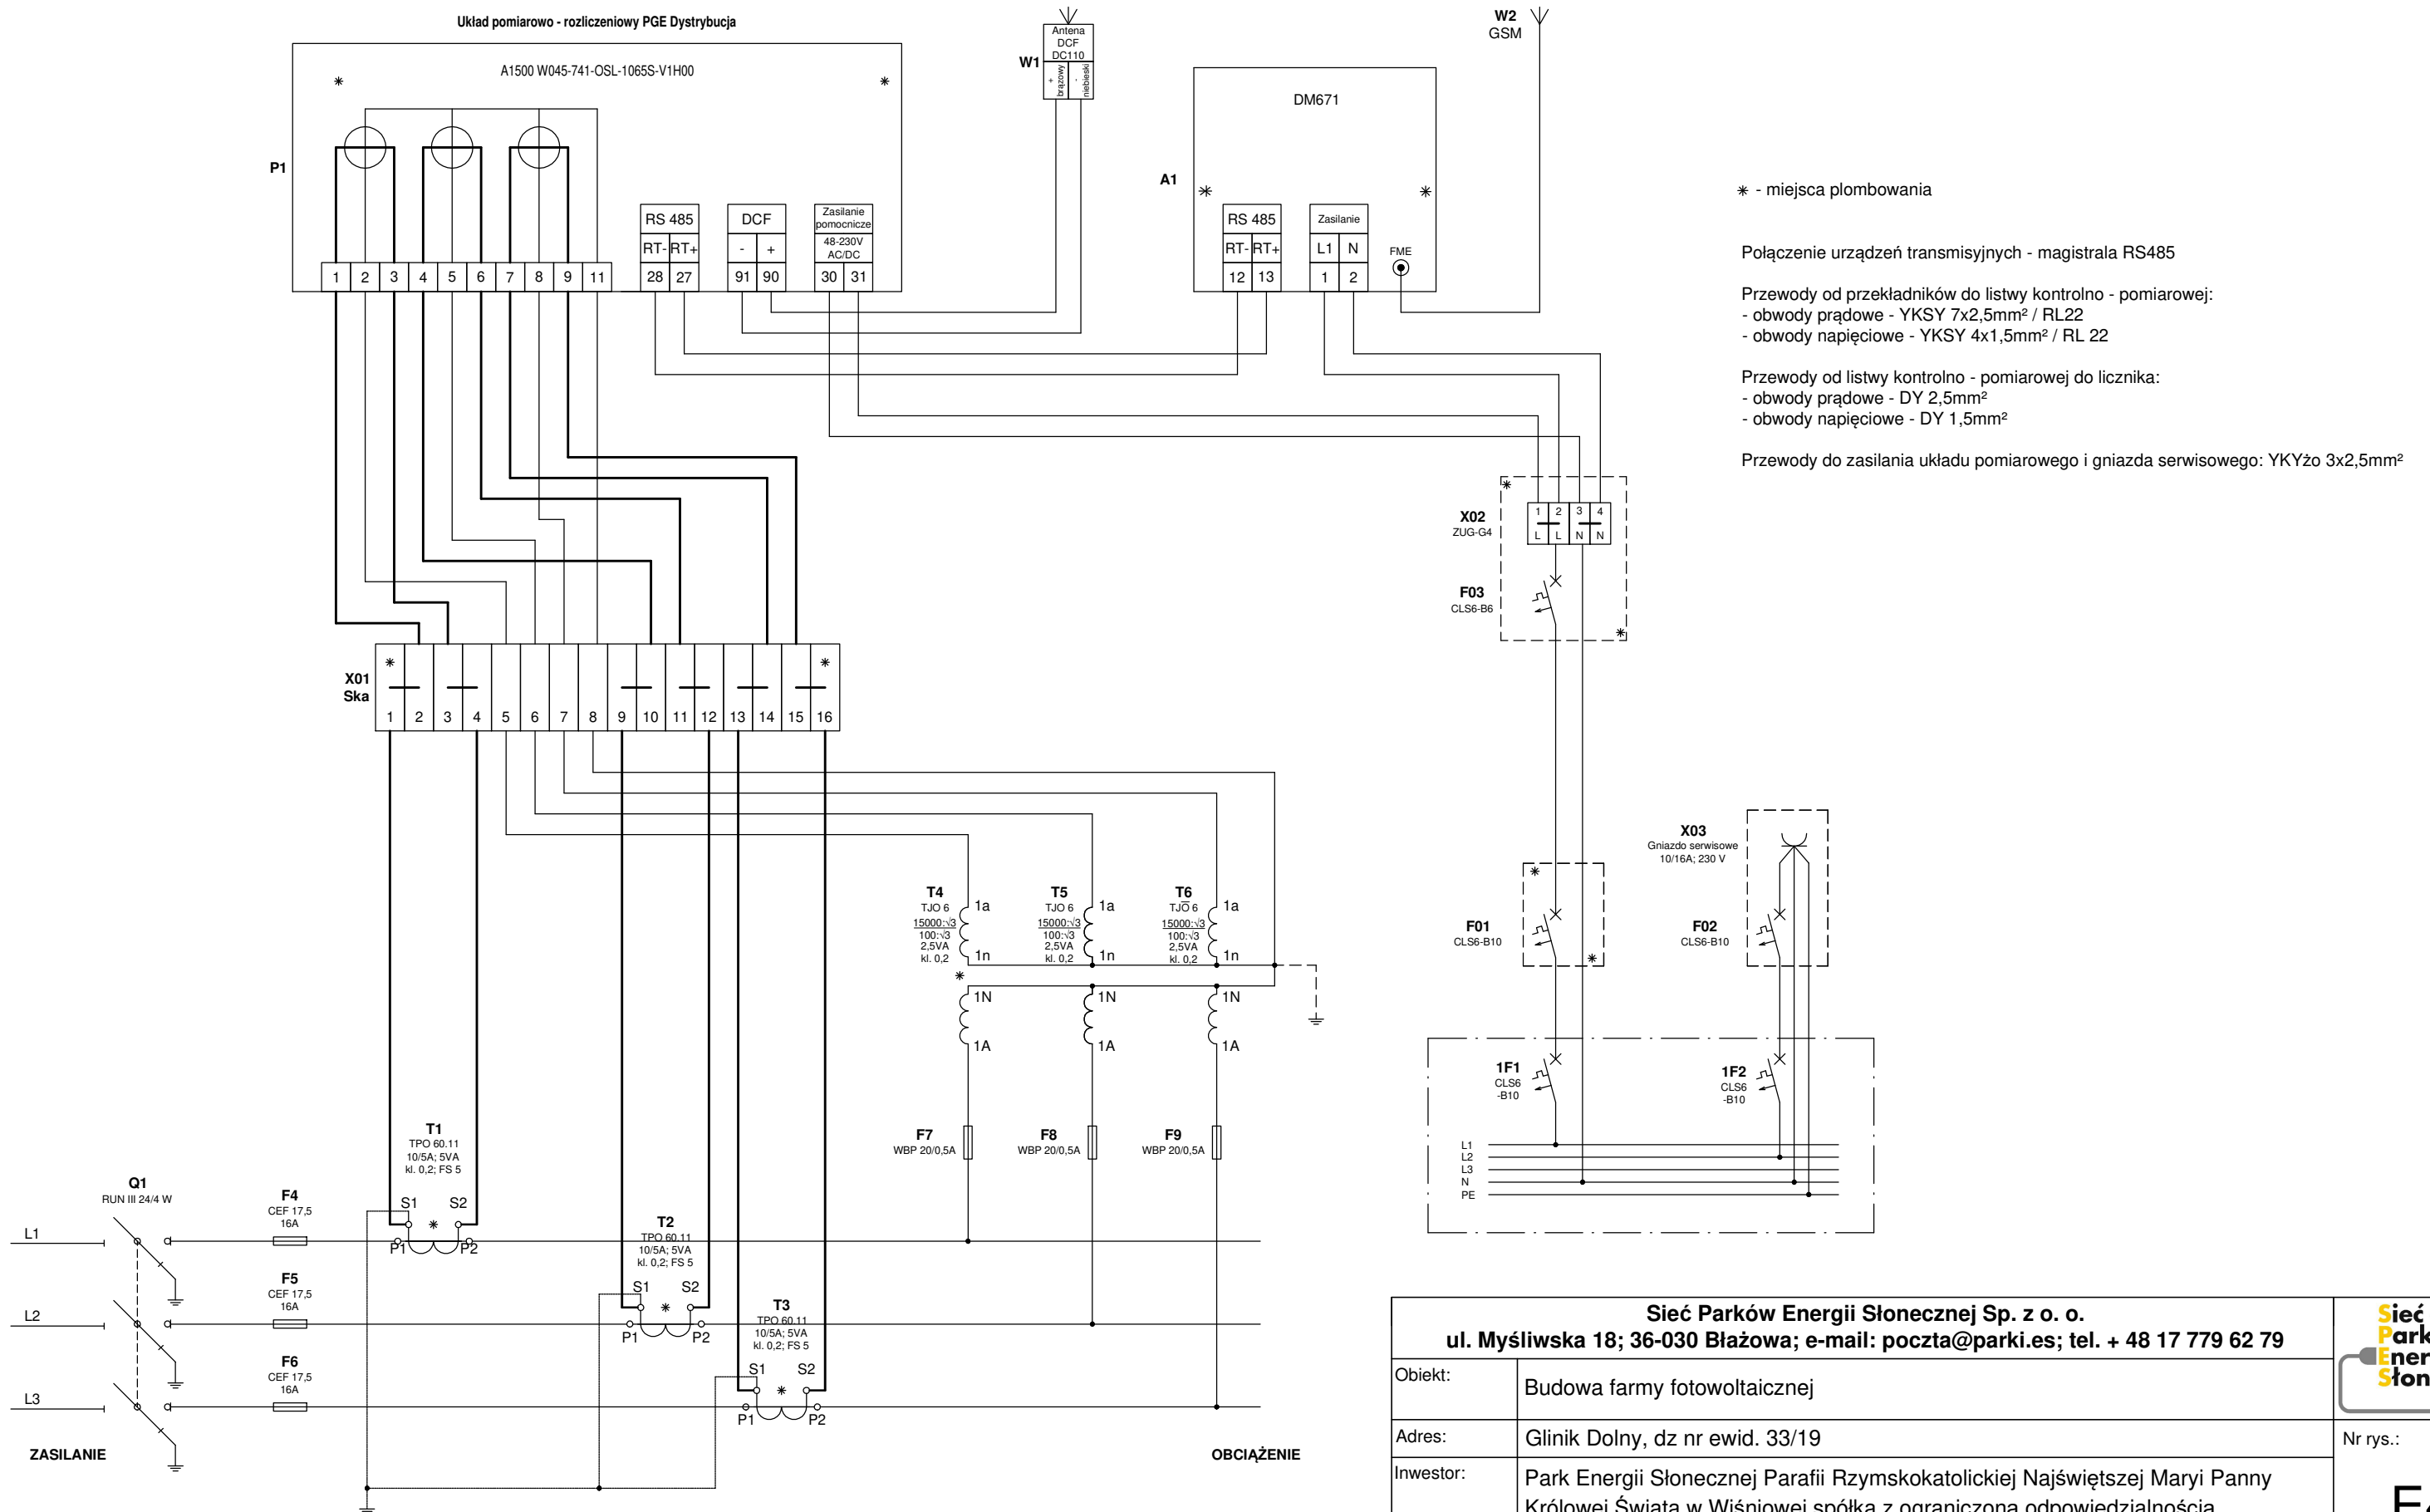 Układ pomiarowo - rozliczeniowy PGE Dystrybucja
A1500 W045-741-OSL-1065S-V1H00
P1
RS 485
RT- RT+
DCF
- +
Zasilanie
pomocnicze
48-230V
AC/DC
1 2 3 4 5 6 7 8 9 11
28 27
91 90
30 31
W1
Antena
DCF
DC110
+ brązowy
- niebieski
W2
GSM
A1
DM671
RS 485
RT- RT+
12 13
Zasilanie
L1 N
1 2
FME
* - miejsca plombowania
Połączenie urządzeń transmisyjnych - magistrala RS485
Przewody od przekładników do listwy kontrolno - pomiarowej:
- obwody prądowe - YKSY 7x2,5mm² / RL22
- obwody napięciowe - YKSY 4x1,5mm² / RL 22
Przewody od listwy kontrolno - pomiarowej do licznika:
- obwody prądowe - DY 2,5mm²
- obwody napięciowe - DY 1,5mm²
Przewody do zasilania układu pomiarowego i gniazda serwisowego: YKYżo 3x2,5mm²
X02
ZUG-G4
1 2 3 4
L L N N
F03
CLS6-B6
X01
Ska
1 2 3 4 5 6 7 8 9 10 11 12 13 14 15 16
X03
Gniazdo serwisowe
10/16A; 230 V
F01
CLS6-B10
F02
CLS6-B10
T4
TJO 6
15000:√3
100:√3
2,5VA
kl. 0,2
1a
1n
T5
TJO 6
15000:√3
100:√3
2,5VA
kl. 0,2
1a
1n
T6
TJO 6
15000:√3
100:√3
2,5VA
kl. 0,2
1a
1n
1N
1A
1N
1A
1N
1A
1F1
CLS6
-B10
1F2
CLS6
-B10
L1
L2
L3
N
PE
F7
WBP 20/0,5A
F8
WBP 20/0,5A
F9
WBP 20/0,5A
T1
TPO 60.11
10/5A; 5VA
kl. 0,2; FS 5
S1 S2
P1 P2
T2
TPO 60.11
10/5A; 5VA
kl. 0,2; FS 5
S1 S2
P1 P2
T3
TPO 60.11
10/5A; 5VA
kl. 0,2; FS 5
S1 S2
P1 P2
Q1
RUN III 24/4 W
F4
CEF 17,5
16A
F5
CEF 17,5
16A
F6
CEF 17,5
16A
L1
L2
L3
ZASILANIE
OBCIĄŻENIE
Sieć Parków Energii Słonecznej Sp. z o. o.
ul. Myśliwska 18; 36-030 Błażowa; e-mail: poczta@parki.es; tel. + 48 17 779 62 79
Sieć
Obiekt:
Budowa farmy fotowoltaicznej
Adres:
Glinik Dolny, dz nr ewid. 33/19
Nr rys.:
Inwestor:
Park Energii Słonecznej Parafii Rzymskokatolickiej Najświętszej Maryi Panny
Królowej Świata w Wiśniowej spółka z ograniczoną odpowiedzialnością